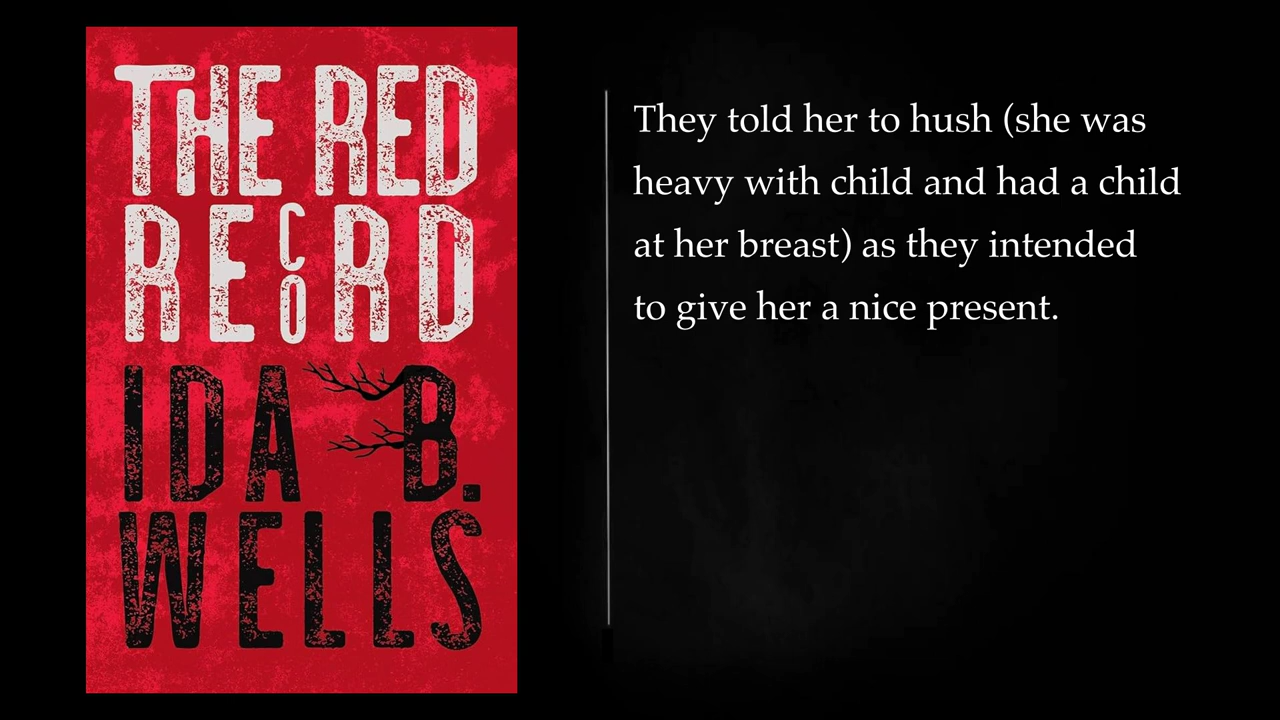 THE RED
RECORD
IDA B.
WELLS
They told her to hush (she was
heavy with child and had a child
at her breast) as they intended
to give her a nice present.